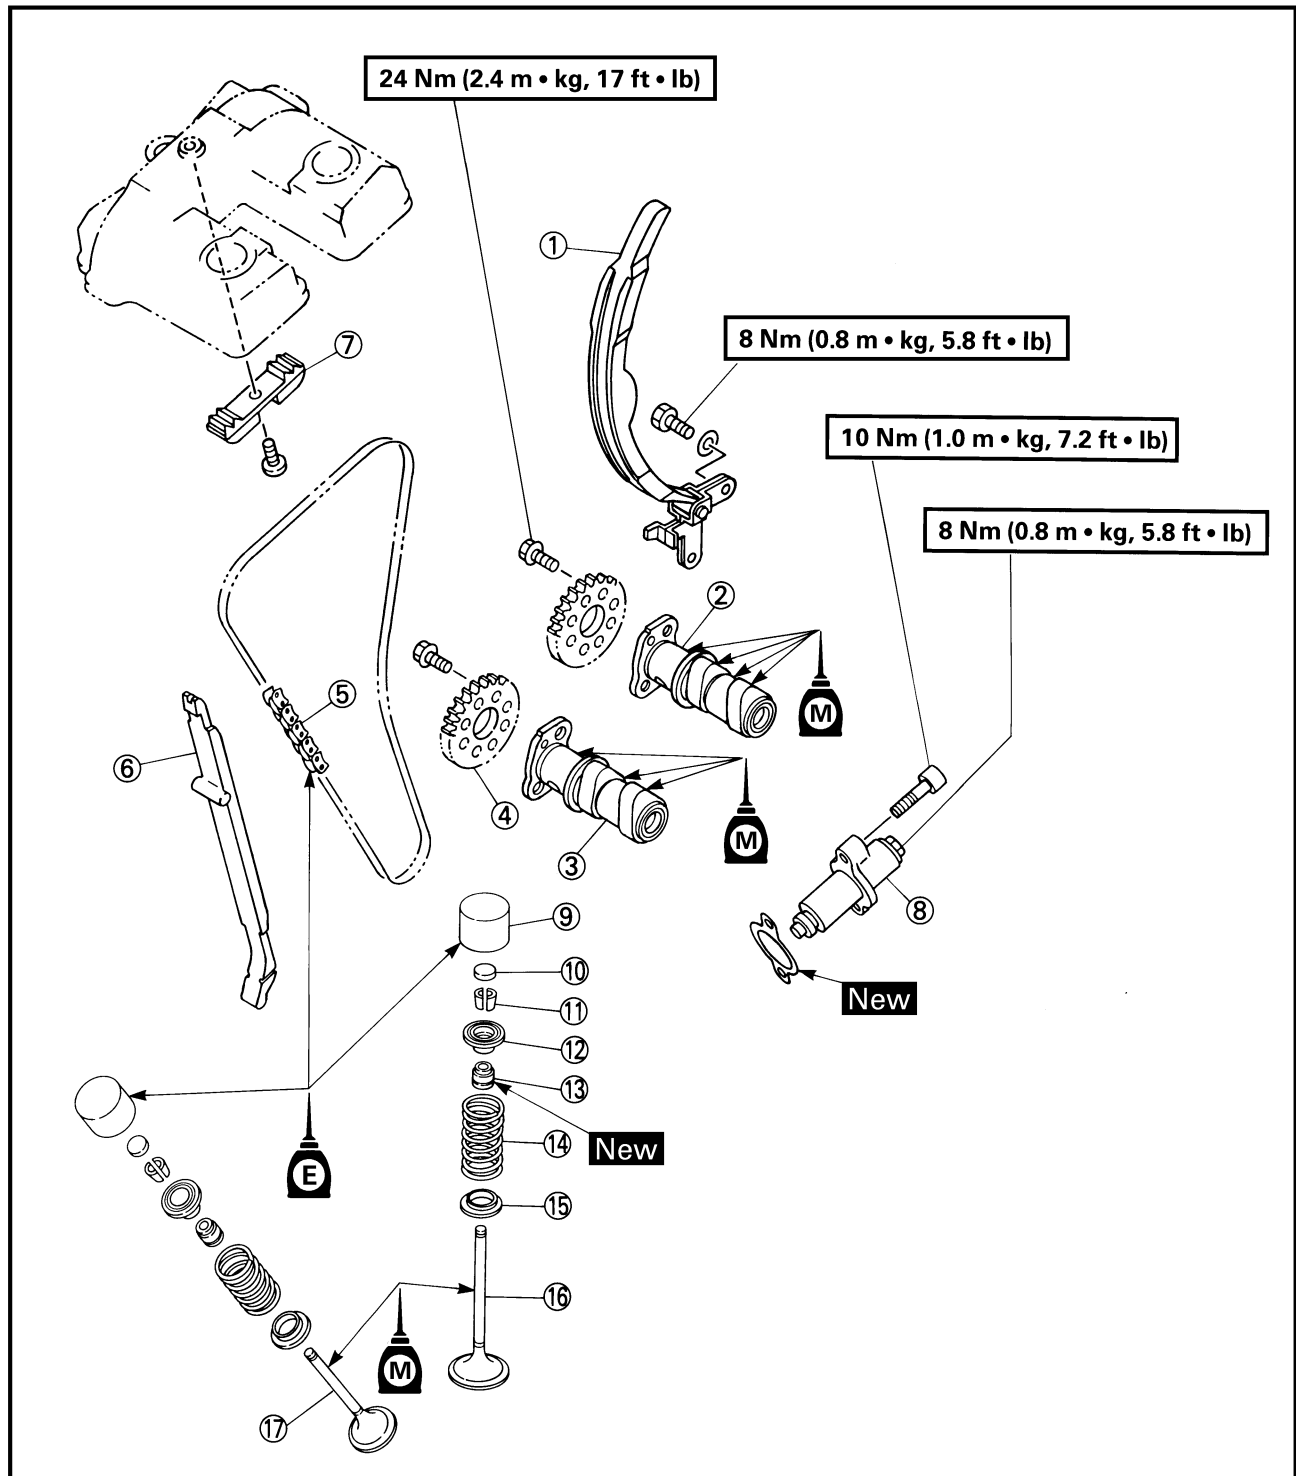 24 Nm (2.4 m • kg, 17 ft • lb)
①
8 Nm (0.8 m • kg, 5.8 ft • lb)
⑦
10 Nm (1.0 m • kg, 7.2 ft • lb)
8 Nm (0.8 m • kg, 5.8 ft • lb)
②
⑤
M
⑥
④
M
③
⑧
⑨
⑩
New
⑪
⑫
⑬
⑭
New
E
⑮
⑯
M
⑰